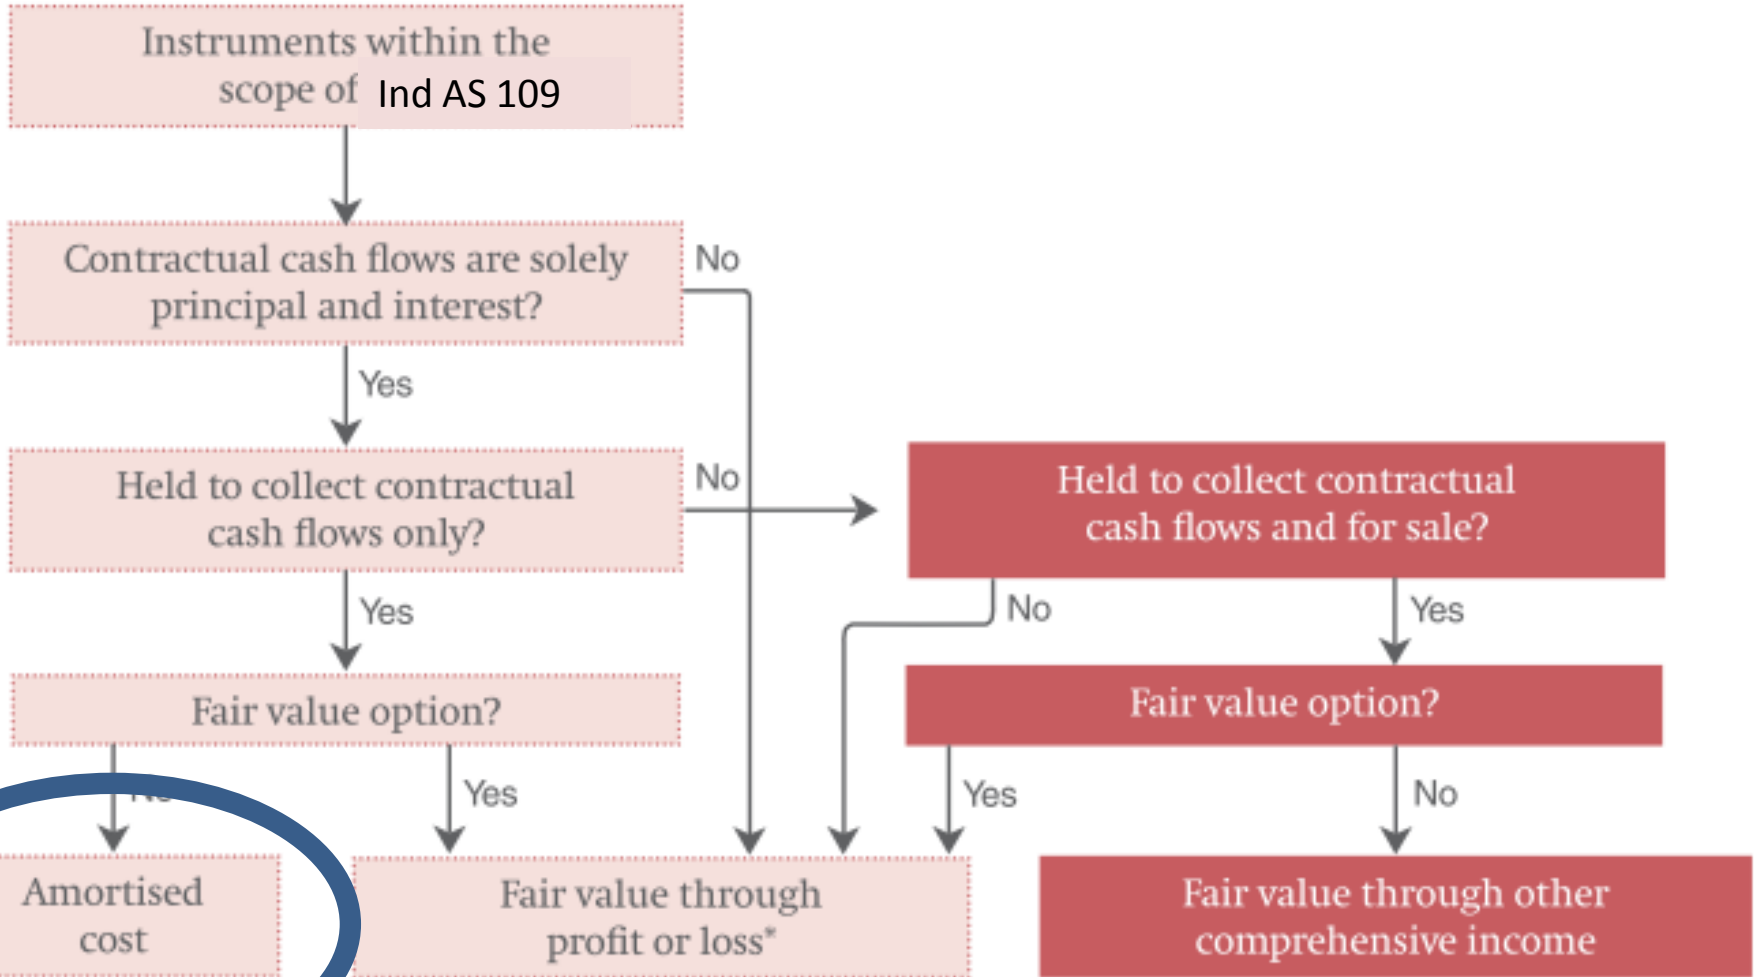 Instruments within the
scope of Ind AS 109
Contractual cash flows are solely
principal and interest?
No
Yes
Held to collect contractual
cash flows only?
No
Held to collect contractual
cash flows and for sale?
Yes
No
Yes
Fair value option?
Fair value option?
No
Yes
Yes
No
Amortised
cost
Fair value through
profit or loss*
Fair value through other
comprehensive income